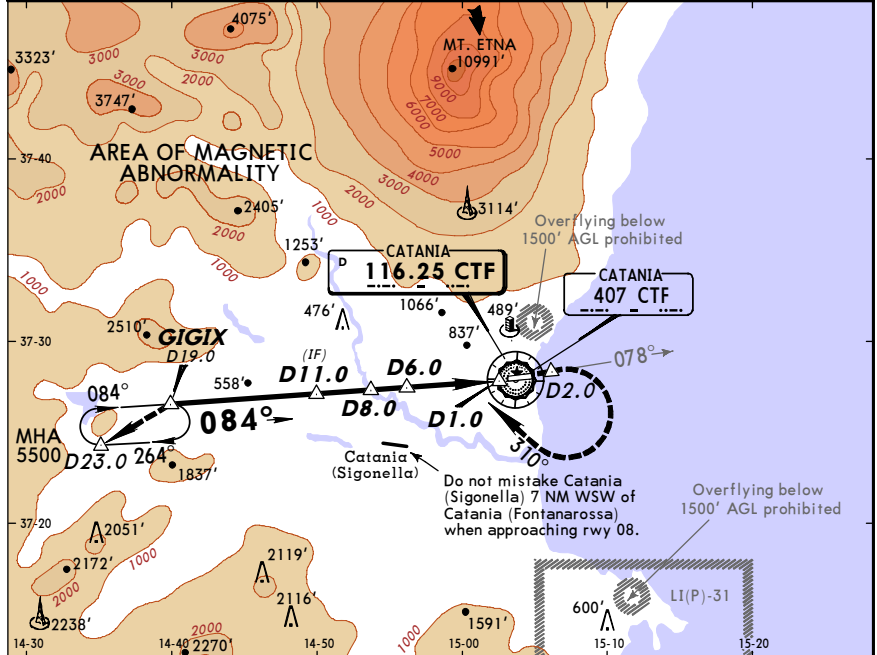 4075'
MT. ETNA
10991'
3323'
3000
3000
2000
3747'
9000
7000
6000
5000
4000
3000
2000
1000
37-40
AREA OF MAGNETIC
ABNORMALITY
2000
2405'
2000
3114'
Overflying below
1500' AGL prohibited
1253'
1000
1000
CATANIA
D
116.25 CTF
CATANIA
407 CTF
476'
1066'
489'
837'
37-30
2510'
GIGIX
D19.0
(IF)
D11.0
D6.0
078°
558'
D8.0
D1.0
D2.0
084°
084°
MHA
5500
D23.0
264°
1837'
310°
Catania
(Sigonella)
Do not mistake Catania
(Sigonella) 7 NM WSW of
Catania (Fontanarossa)
when approaching rwy 08.
Overflying below
1500' AGL prohibited
37-20
2051'
1000
2172'
2000
2119'
2116'
2238'
LI(P)-31
600'
1591'
1000
2000
2270'
14-30
14-40
14-50
15-00
15-10
15-20